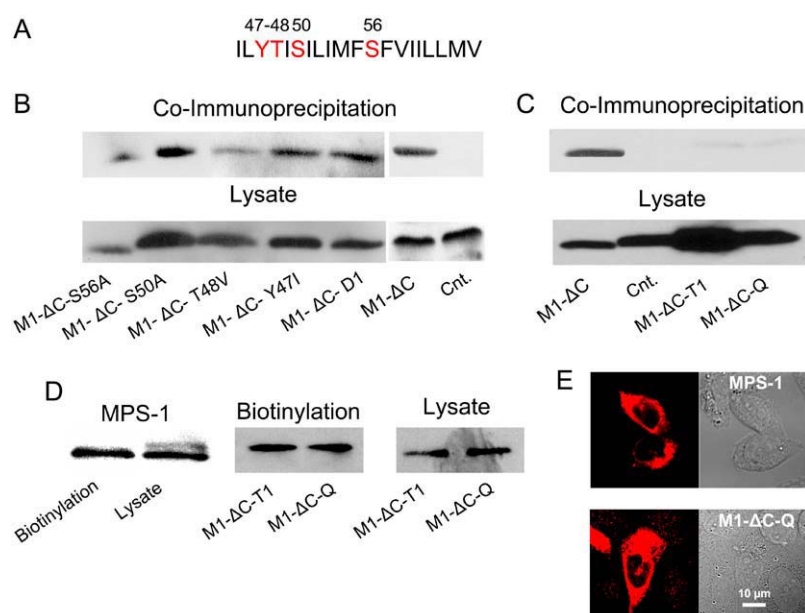 A
47-48 50 56
ILYTISILIMFSFVIILLMV
B
Co-Immunoprecipitation
Lysate
M1-ΔC-S56A
M1- ΔC- S50A
M1- ΔC- T48V
M1- ΔC- Y47I
M1- ΔC- D1
M1-ΔC
Cnt.
C
Co-Immunoprecipitation
Lysate
M1-ΔC
Cnt.
M1-ΔC-T1
M1-ΔC-Q
D
MPS-1
Biotinylation
Lysate
Biotinylation
M1-ΔC-T1
M1-ΔC-Q
Lysate
M1-ΔC-T1
M1-ΔC-Q
E
MPS-1
M1-ΔC-Q
10 μm